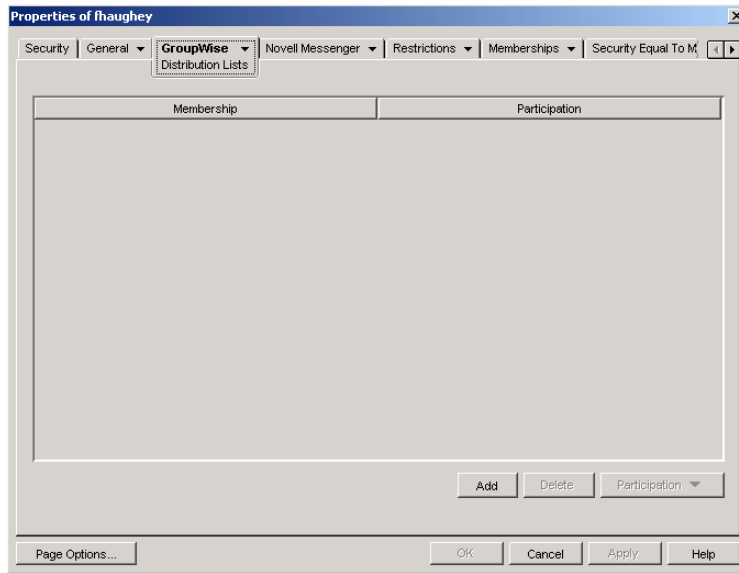 Properties of fhaughey
Security General GroupWise Novell Messenger Restrictions Memberships Security Equal To M
Distribution Lists
Membership Participation
Add Delete Participation
Page Options... OK Cancel Apply Help